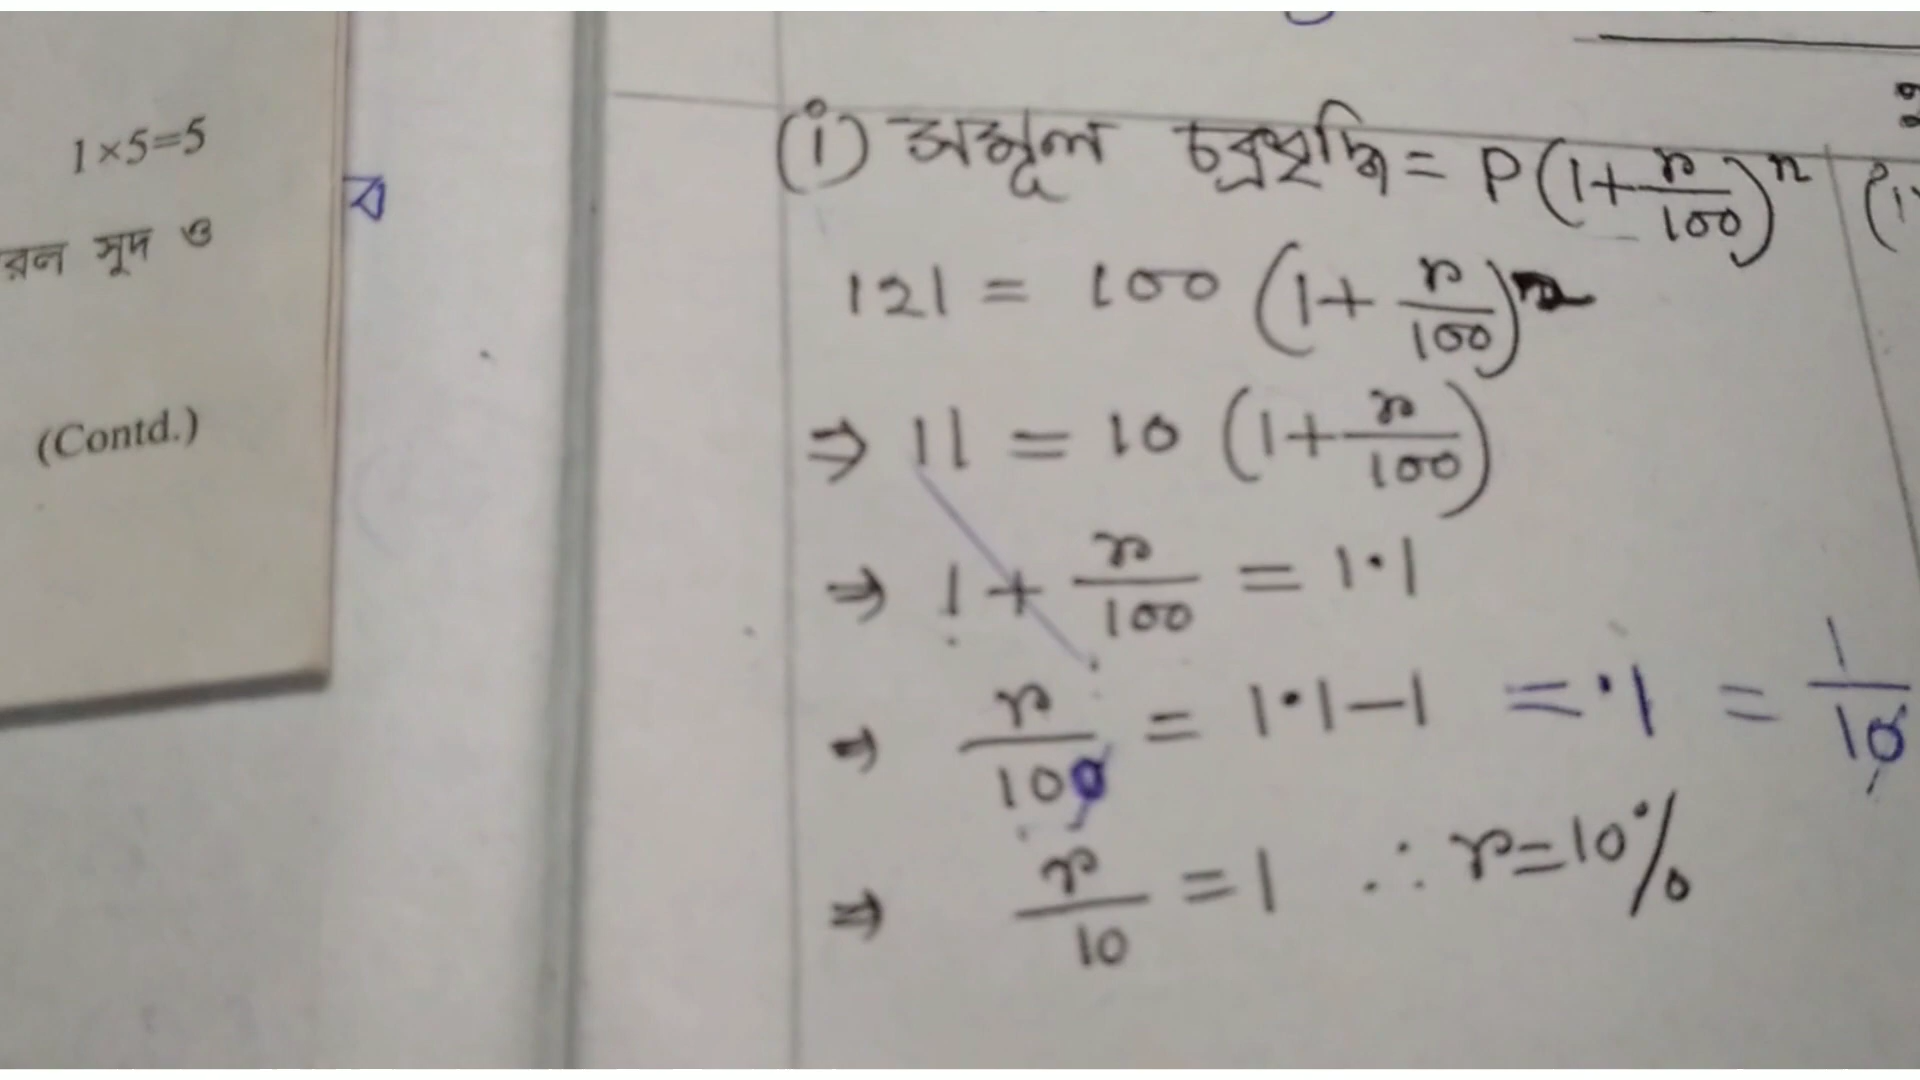 1×5=5
রল সুদ ও
(Contd.)
(i) সমূল চক্রবৃদ্ধি = P(1+r/100)^n
121 = 100 (1+ r/100)^2
⇒ 11 = 10 (1+ r/100)
⇒ 1 + r/100 = 1·1
⇒ r/100 = 1·1-1 = ·1 = 1/10
⇒ r/10 = 1 ∴ r=10%